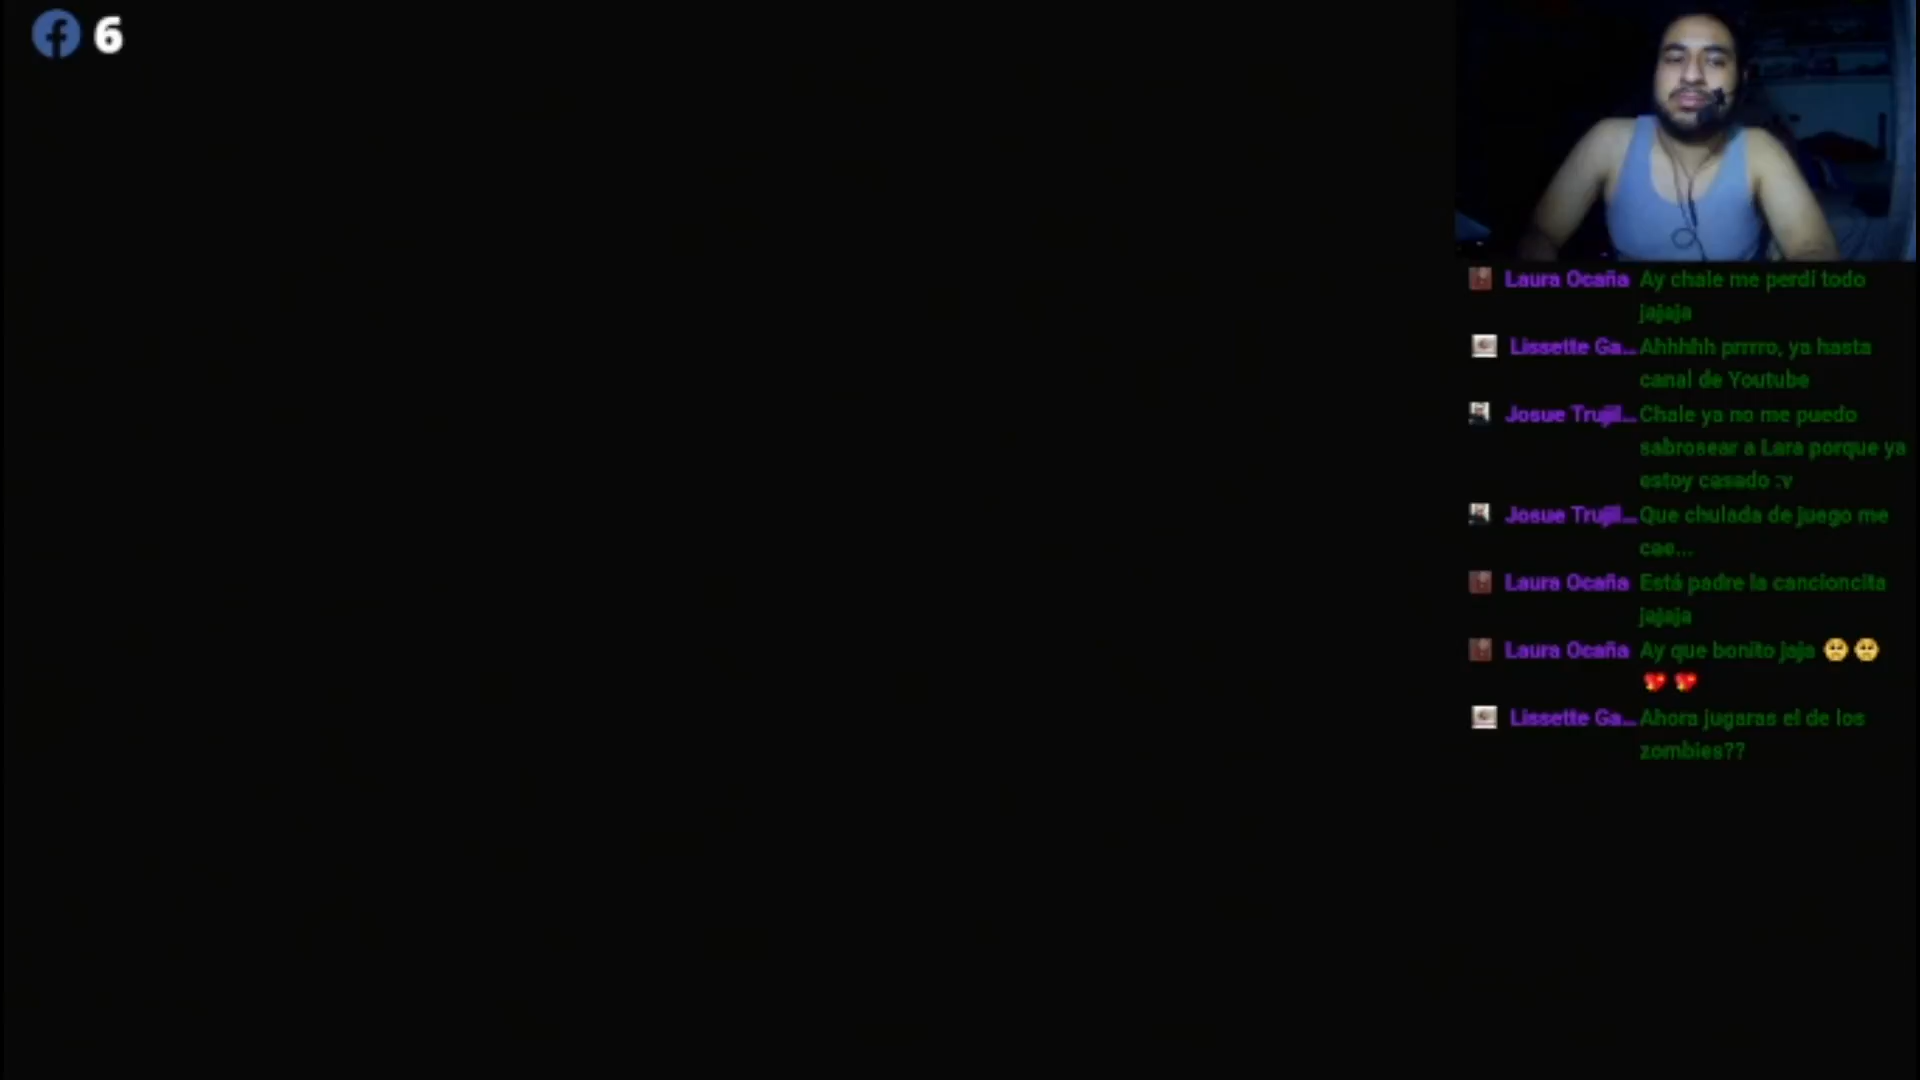 6
Laura Ocaña Ay chale me perdí todo
jajaja
Lissette Ga... Ahhhhh prrrro, ya hasta
canal de Youtube
Josue Trujil... Chale ya no me puedo
sabrosear a Lara porque ya
estoy casado :v
Josue Trujil... Que chulada de juego me
cae...
Laura Ocaña Está padre la cancioncita
jajaja
Laura Ocaña Ay que bonito jaja 🥺 🥺
💖 💖
Lissette Ga... Ahora jugaras el de los
zombies??